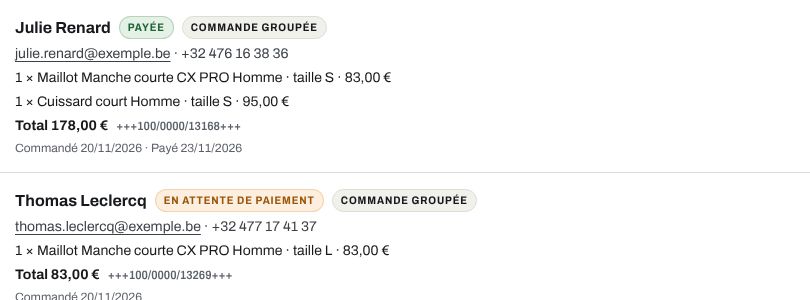 Julie Renard PAYÉE COMMANDE GROUPÉE
julie.renard@exemple.be · +32 476 16 38 36
1 × Maillot Manche courte CX PRO Homme · taille S · 83,00 €
1 × Cuissard court Homme · taille S · 95,00 €
Total 178,00 € +++100/0000/13168+++
Commandé 20/11/2026 · Payé 23/11/2026
Thomas Leclercq EN ATTENTE DE PAIEMENT COMMANDE GROUPÉE
thomas.leclercq@exemple.be · +32 477 17 41 37
1 × Maillot Manche courte CX PRO Homme · taille L · 83,00 €
Total 83,00 € +++100/0000/13269+++
Commandé 20/11/2026